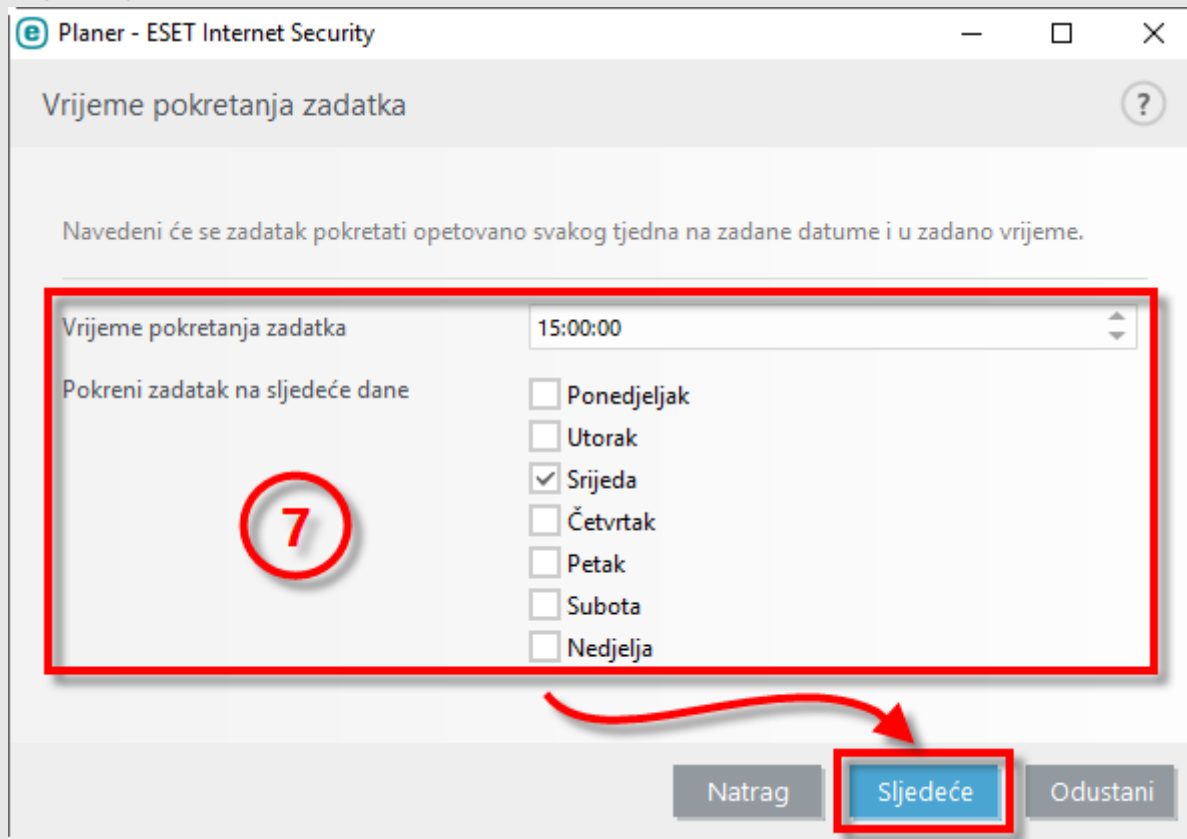 Planer - ESET Internet Security
Vrijeme pokretanja zadatka
?
Navedeni će se zadatak pokretati opetovano svakog tjedna na zadane datume i u zadano vrijeme.
Vrijeme pokretanja zadatka 15:00:00
Pokreni zadatak na sljedeće dane
Ponedjeljak
Utorak
Srijeda
Četvrtak
Petak
Subota
Nedjelja
7
Natrag Sljedeće Odustani